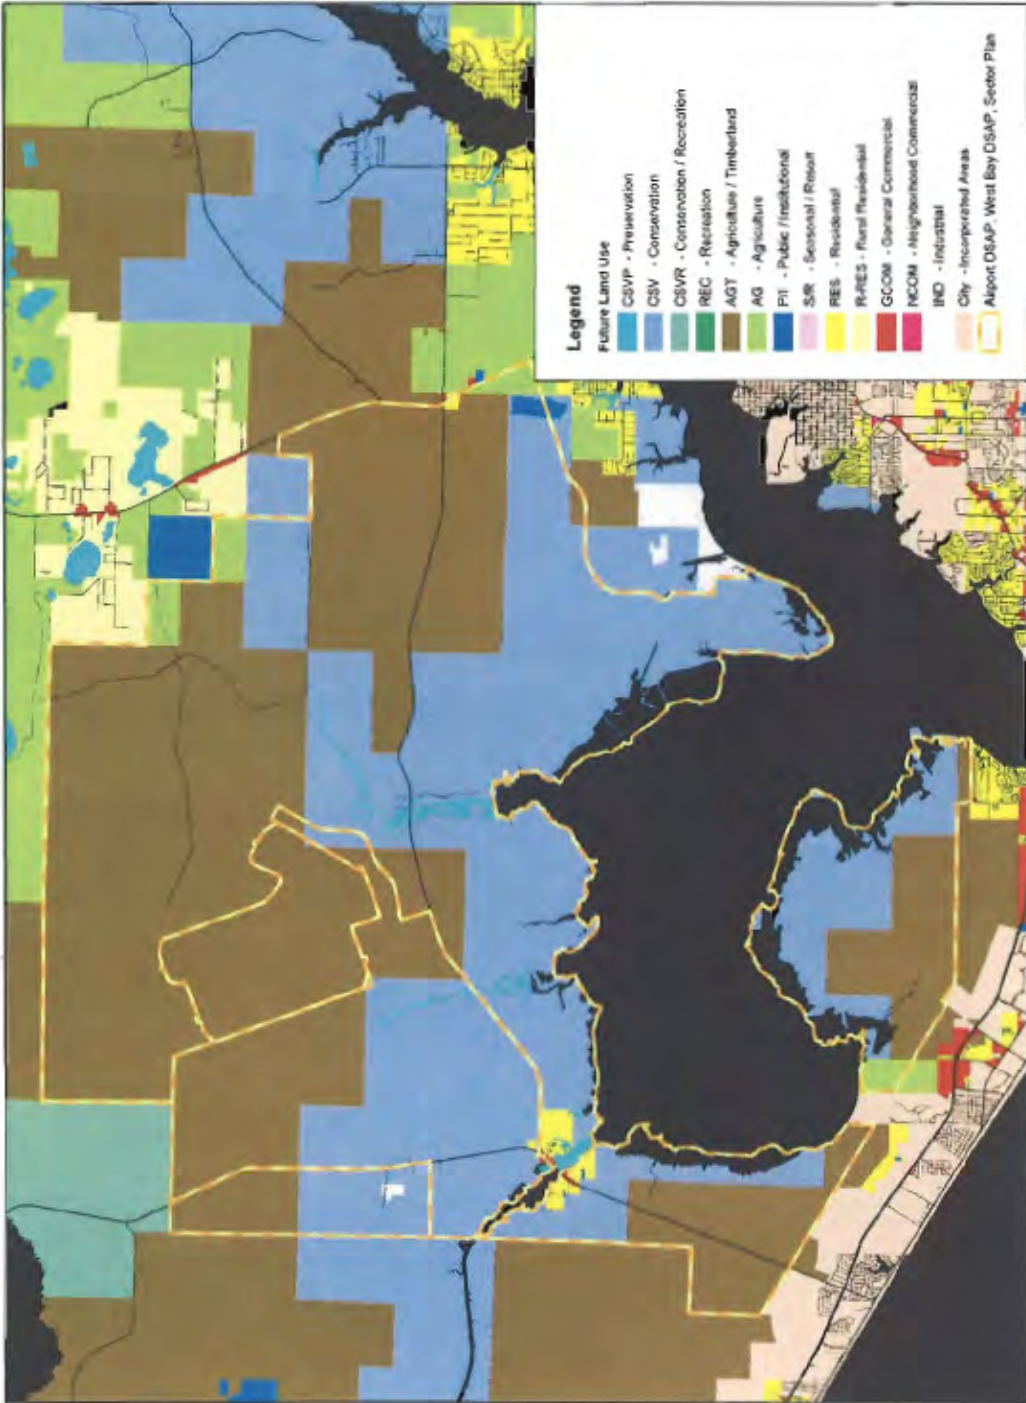 Legend
Future Land Use
CSVP - Preservation
CSV - Conservation
CSVR - Conservation / Recreation
REC - Recreation
AGT - Agriculture / Timberland
AG - Agriculture
P/I - Public / Institutional
S/R - Seasonal / Resort
RES - Residential
R-RES - Rural Residential
GCOM - General Commercial
NCOM - Neighborhood Commercial
IND - Industrial
City - Incorporated Areas
Airport DSAP, West Bay DSAP, Sector Plan